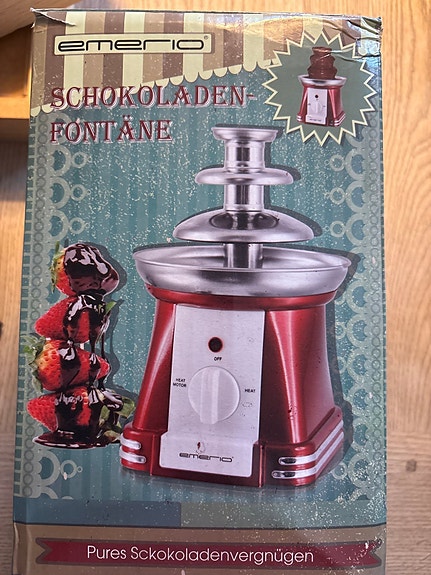 emerio
SCHOKOLADEN-
FONTÄNE
OFF
HEAT
MOTOR
HEAT
emerio
Pures Sckokoladenvergnügen